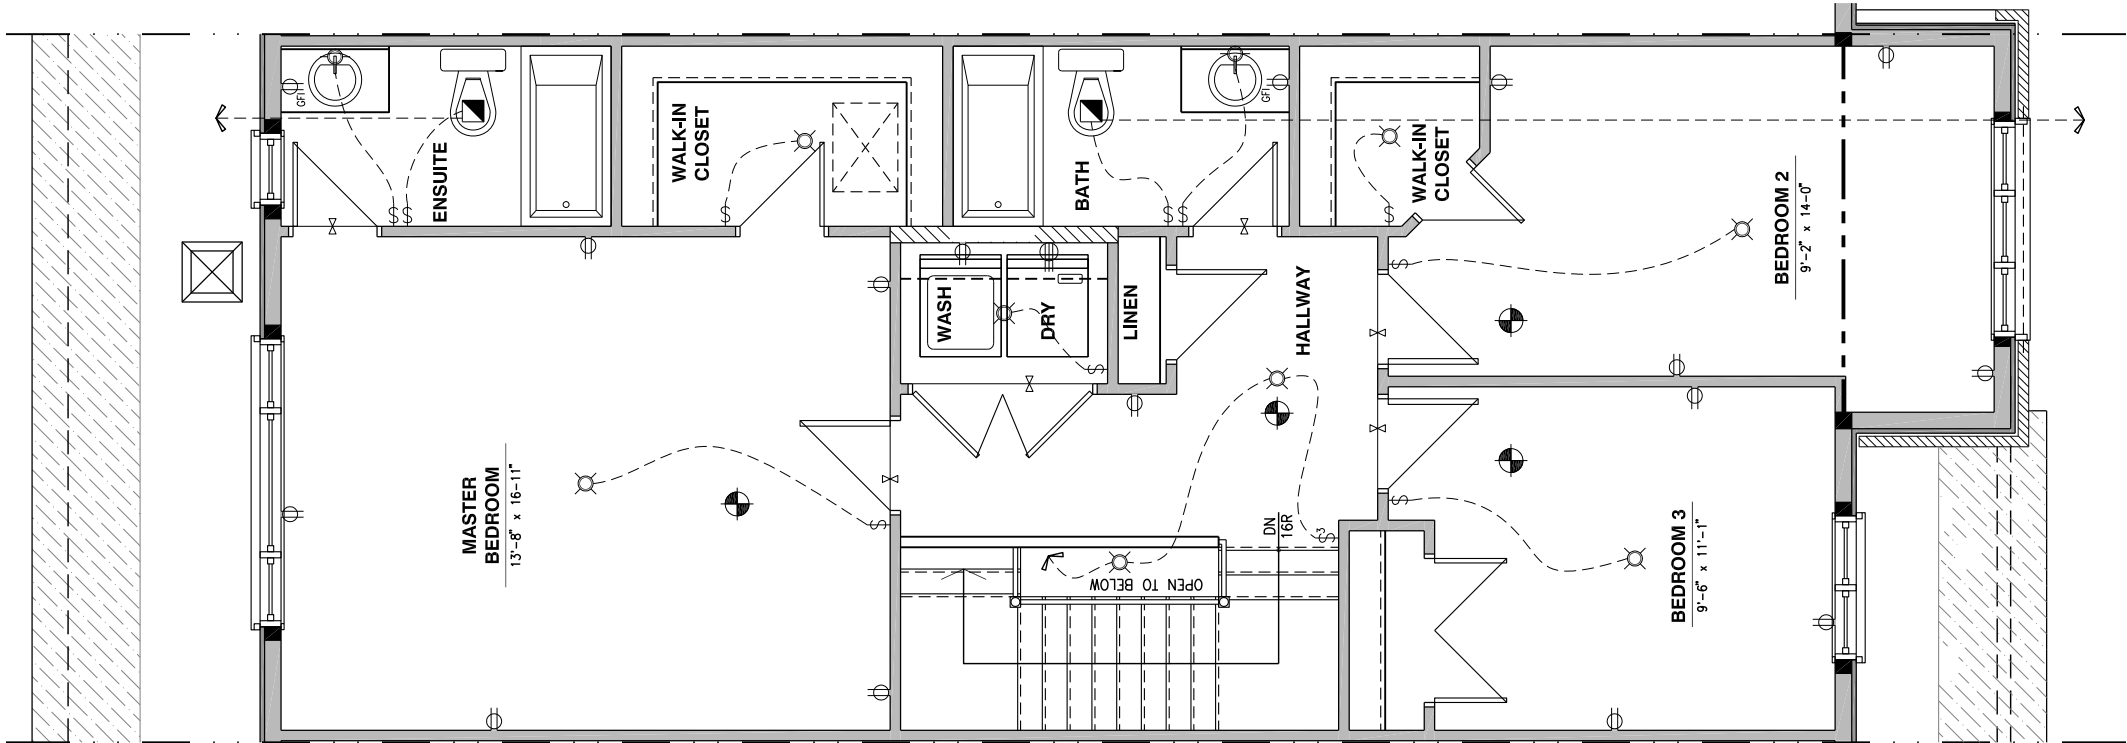 GFI
ENSUITE
WALK-IN
CLOSET
BATH
GFI
WALK-IN
CLOSET
BEDROOM 2
9'-2" x 14-0"
WASH
DRY
LINEN
HALLWAY
MASTER
BEDROOM
13'-8" x 16-11"
DN
16R
OPEN TO BELOW
BEDROOM 3
9'-6" x 11'-1"
S
S
S
S
S
S
S
S
S
S
S3